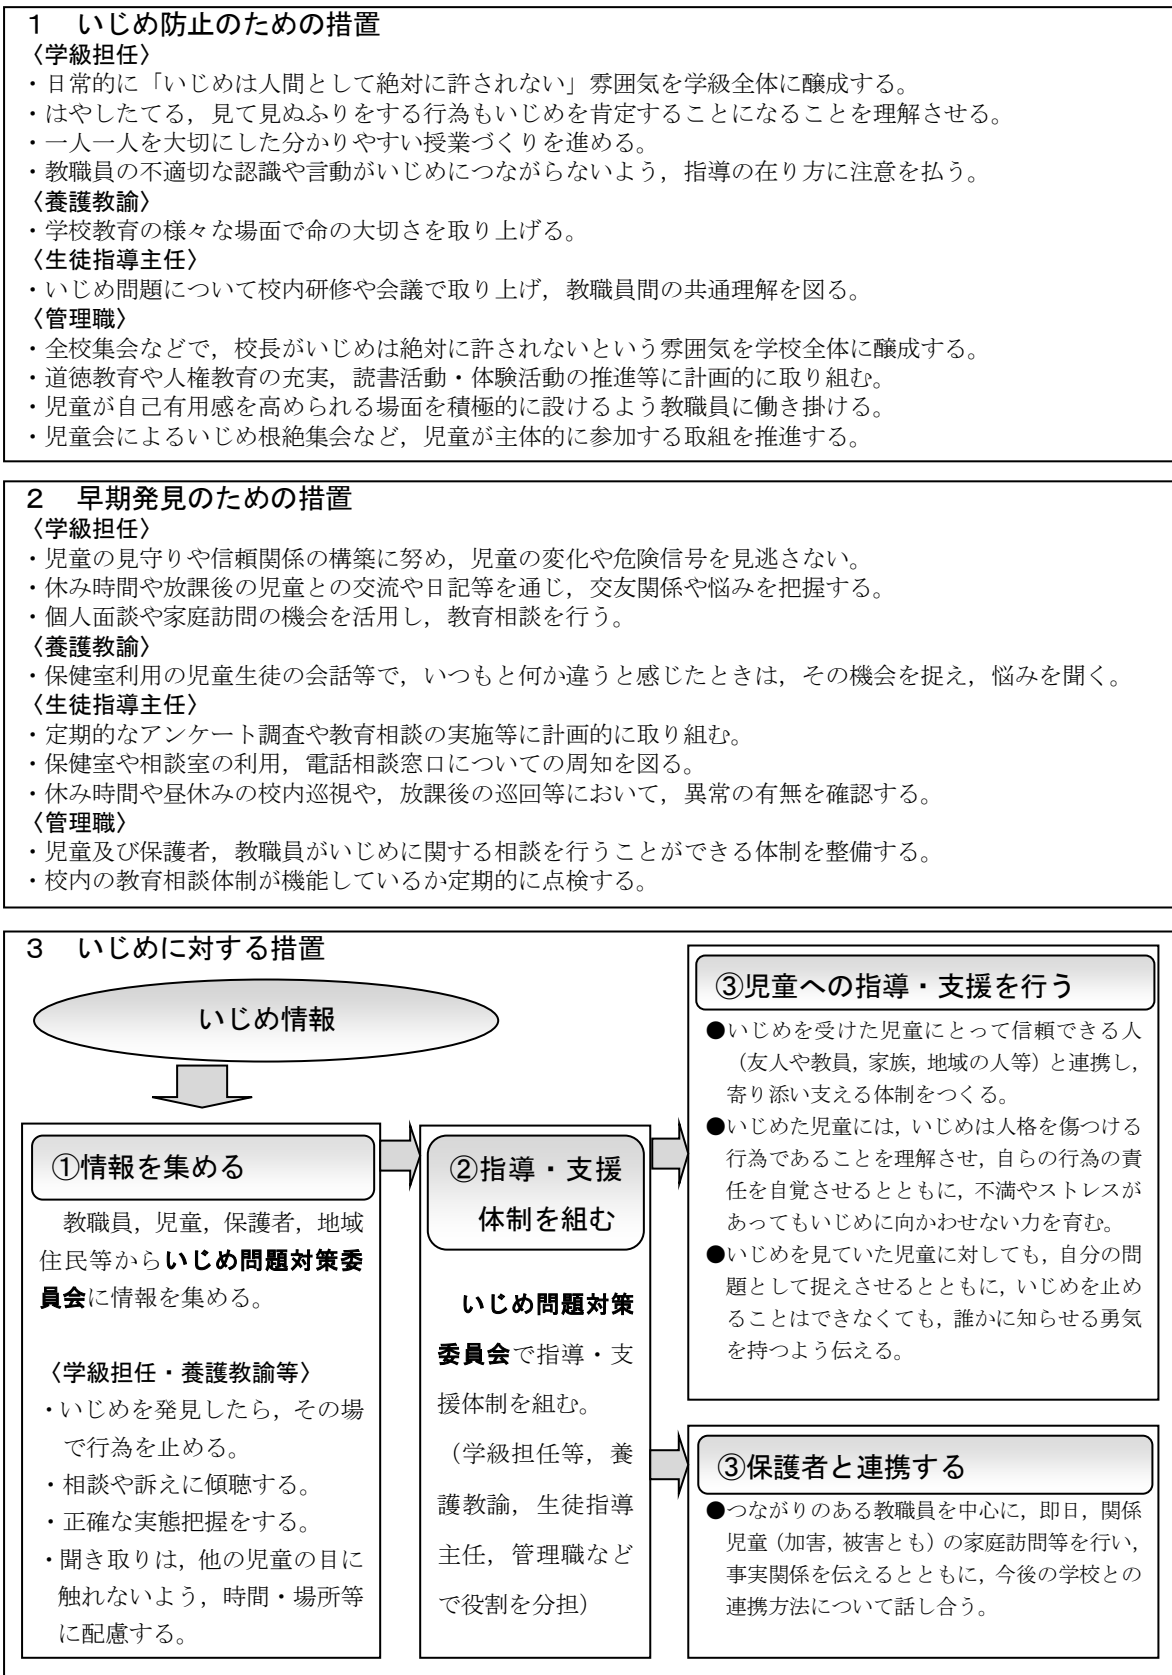 １　いじめ防止のための措置
〈学級担任〉
・日常的に「いじめは人間として絶対に許されない」雰囲気を学級全体に醸成する。
・はやしたてる，見て見ぬふりをする行為もいじめを肯定することになることを理解させる。
・一人一人を大切にした分かりやすい授業づくりを進める。
・教職員の不適切な認識や言動がいじめにつながらないよう，指導の在り方に注意を払う。
〈養護教諭〉
・学校教育の様々な場面で命の大切さを取り上げる。
〈生徒指導主任〉
・いじめ問題について校内研修や会議で取り上げ，教職員間の共通理解を図る。
〈管理職〉
・全校集会などで，校長がいじめは絶対に許されないという雰囲気を学校全体に醸成する。
・道徳教育や人権教育の充実，読書活動・体験活動の推進等に計画的に取り組む。
・児童が自己有用感を高められる場面を積極的に設けるよう教職員に働き掛ける。
・児童会によるいじめ根絶集会など，児童が主体的に参加する取組を推進する。
２　早期発見のための措置
〈学級担任〉
・児童の見守りや信頼関係の構築に努め，児童の変化や危険信号を見逃さない。
・休み時間や放課後の児童との交流や日記等を通じ，交友関係や悩みを把握する。
・個人面談や家庭訪問の機会を活用し，教育相談を行う。
〈養護教諭〉
・保健室利用の児童生徒の会話等で，いつもと何か違うと感じたときは，その機会を捉え，悩みを聞く。
〈生徒指導主任〉
・定期的なアンケート調査や教育相談の実施等に計画的に取り組む。
・保健室や相談室の利用，電話相談窓口についての周知を図る。
・休み時間や昼休みの校内巡視や，放課後の巡回等において，異常の有無を確認する。
〈管理職〉
・児童及び保護者，教職員がいじめに関する相談を行うことができる体制を整備する。
・校内の教育相談体制が機能しているか定期的に点検する。
３　いじめに対する措置
いじめ情報
①情報を集める
教職員，児童，保護者，地域
住民等からいじめ問題対策委
員会に情報を集める。
〈学級担任・養護教諭等〉
・いじめを発見したら，その場
で行為を止める。
・相談や訴えに傾聴する。
・正確な実態把握をする。
・聞き取りは，他の児童の目に
触れないよう，時間・場所等
に配慮する。
②指導・支援
体制を組む
いじめ問題対策
委員会で指導・支
援体制を組む。
（学級担任等，養
護教諭，生徒指導
主任，管理職など
で役割を分担）
③児童への指導・支援を行う
●いじめを受けた児童にとって信頼できる人
（友人や教員，家族，地域の人等）と連携し，
寄り添い支える体制をつくる。
●いじめた児童には，いじめは人格を傷つける
行為であることを理解させ，自らの行為の責
任を自覚させるとともに，不満やストレスが
あってもいじめに向かわせない力を育む。
●いじめを見ていた児童に対しても，自分の問
題として捉えさせるとともに，いじめを止め
ることはできなくても，誰かに知らせる勇気
を持つよう伝える。
③保護者と連携する
●つながりのある教職員を中心に，即日，関係
児童（加害，被害とも）の家庭訪問等を行い，
事実関係を伝えるとともに，今後の学校との
連携方法について話し合う。